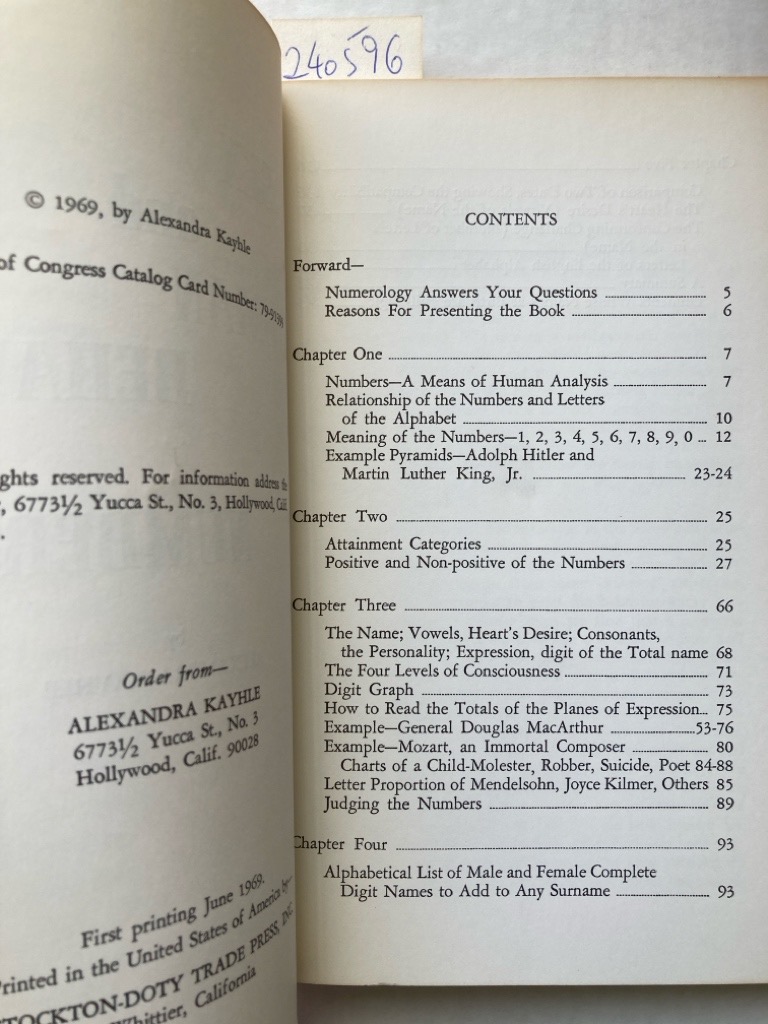 240596
© 1969, by Alexandra Kayhle
of Congress Catalog Card Number: 79-91399
ghts reserved. For information address the
, 6773½ Yucca St., No. 3, Hollywood, Calif.
.
Order from—
ALEXANDRA KAYHLE
6773½ Yucca St., No. 3
Hollywood, Calif. 90028
First printing June 1969.
Printed in the United States of America by—
STOCKTON-DOTY TRADE PRESS, INC.
Whittier, California
CONTENTS
Forward—
Numerology Answers Your Questions 5
Reasons For Presenting the Book 6
Chapter One 7
Numbers—A Means of Human Analysis 7
Relationship of the Numbers and Letters
of the Alphabet 10
Meaning of the Numbers—1, 2, 3, 4, 5, 6, 7, 8, 9, 0 12
Example Pyramids—Adolph Hitler and
Martin Luther King, Jr. 23-24
Chapter Two 25
Attainment Categories 25
Positive and Non-positive of the Numbers 27
Chapter Three 66
The Name; Vowels, Heart's Desire; Consonants,
the Personality; Expression, digit of the Total name 68
The Four Levels of Consciousness 71
Digit Graph 73
How to Read the Totals of the Planes of Expression 75
Example—General Douglas MacArthur 53-76
Example—Mozart, an Immortal Composer 80
Charts of a Child-Molester, Robber, Suicide, Poet 84-88
Letter Proportion of Mendelsohn, Joyce Kilmer, Others 85
Judging the Numbers 89
Chapter Four 93
Alphabetical List of Male and Female Complete
Digit Names to Add to Any Surname 93